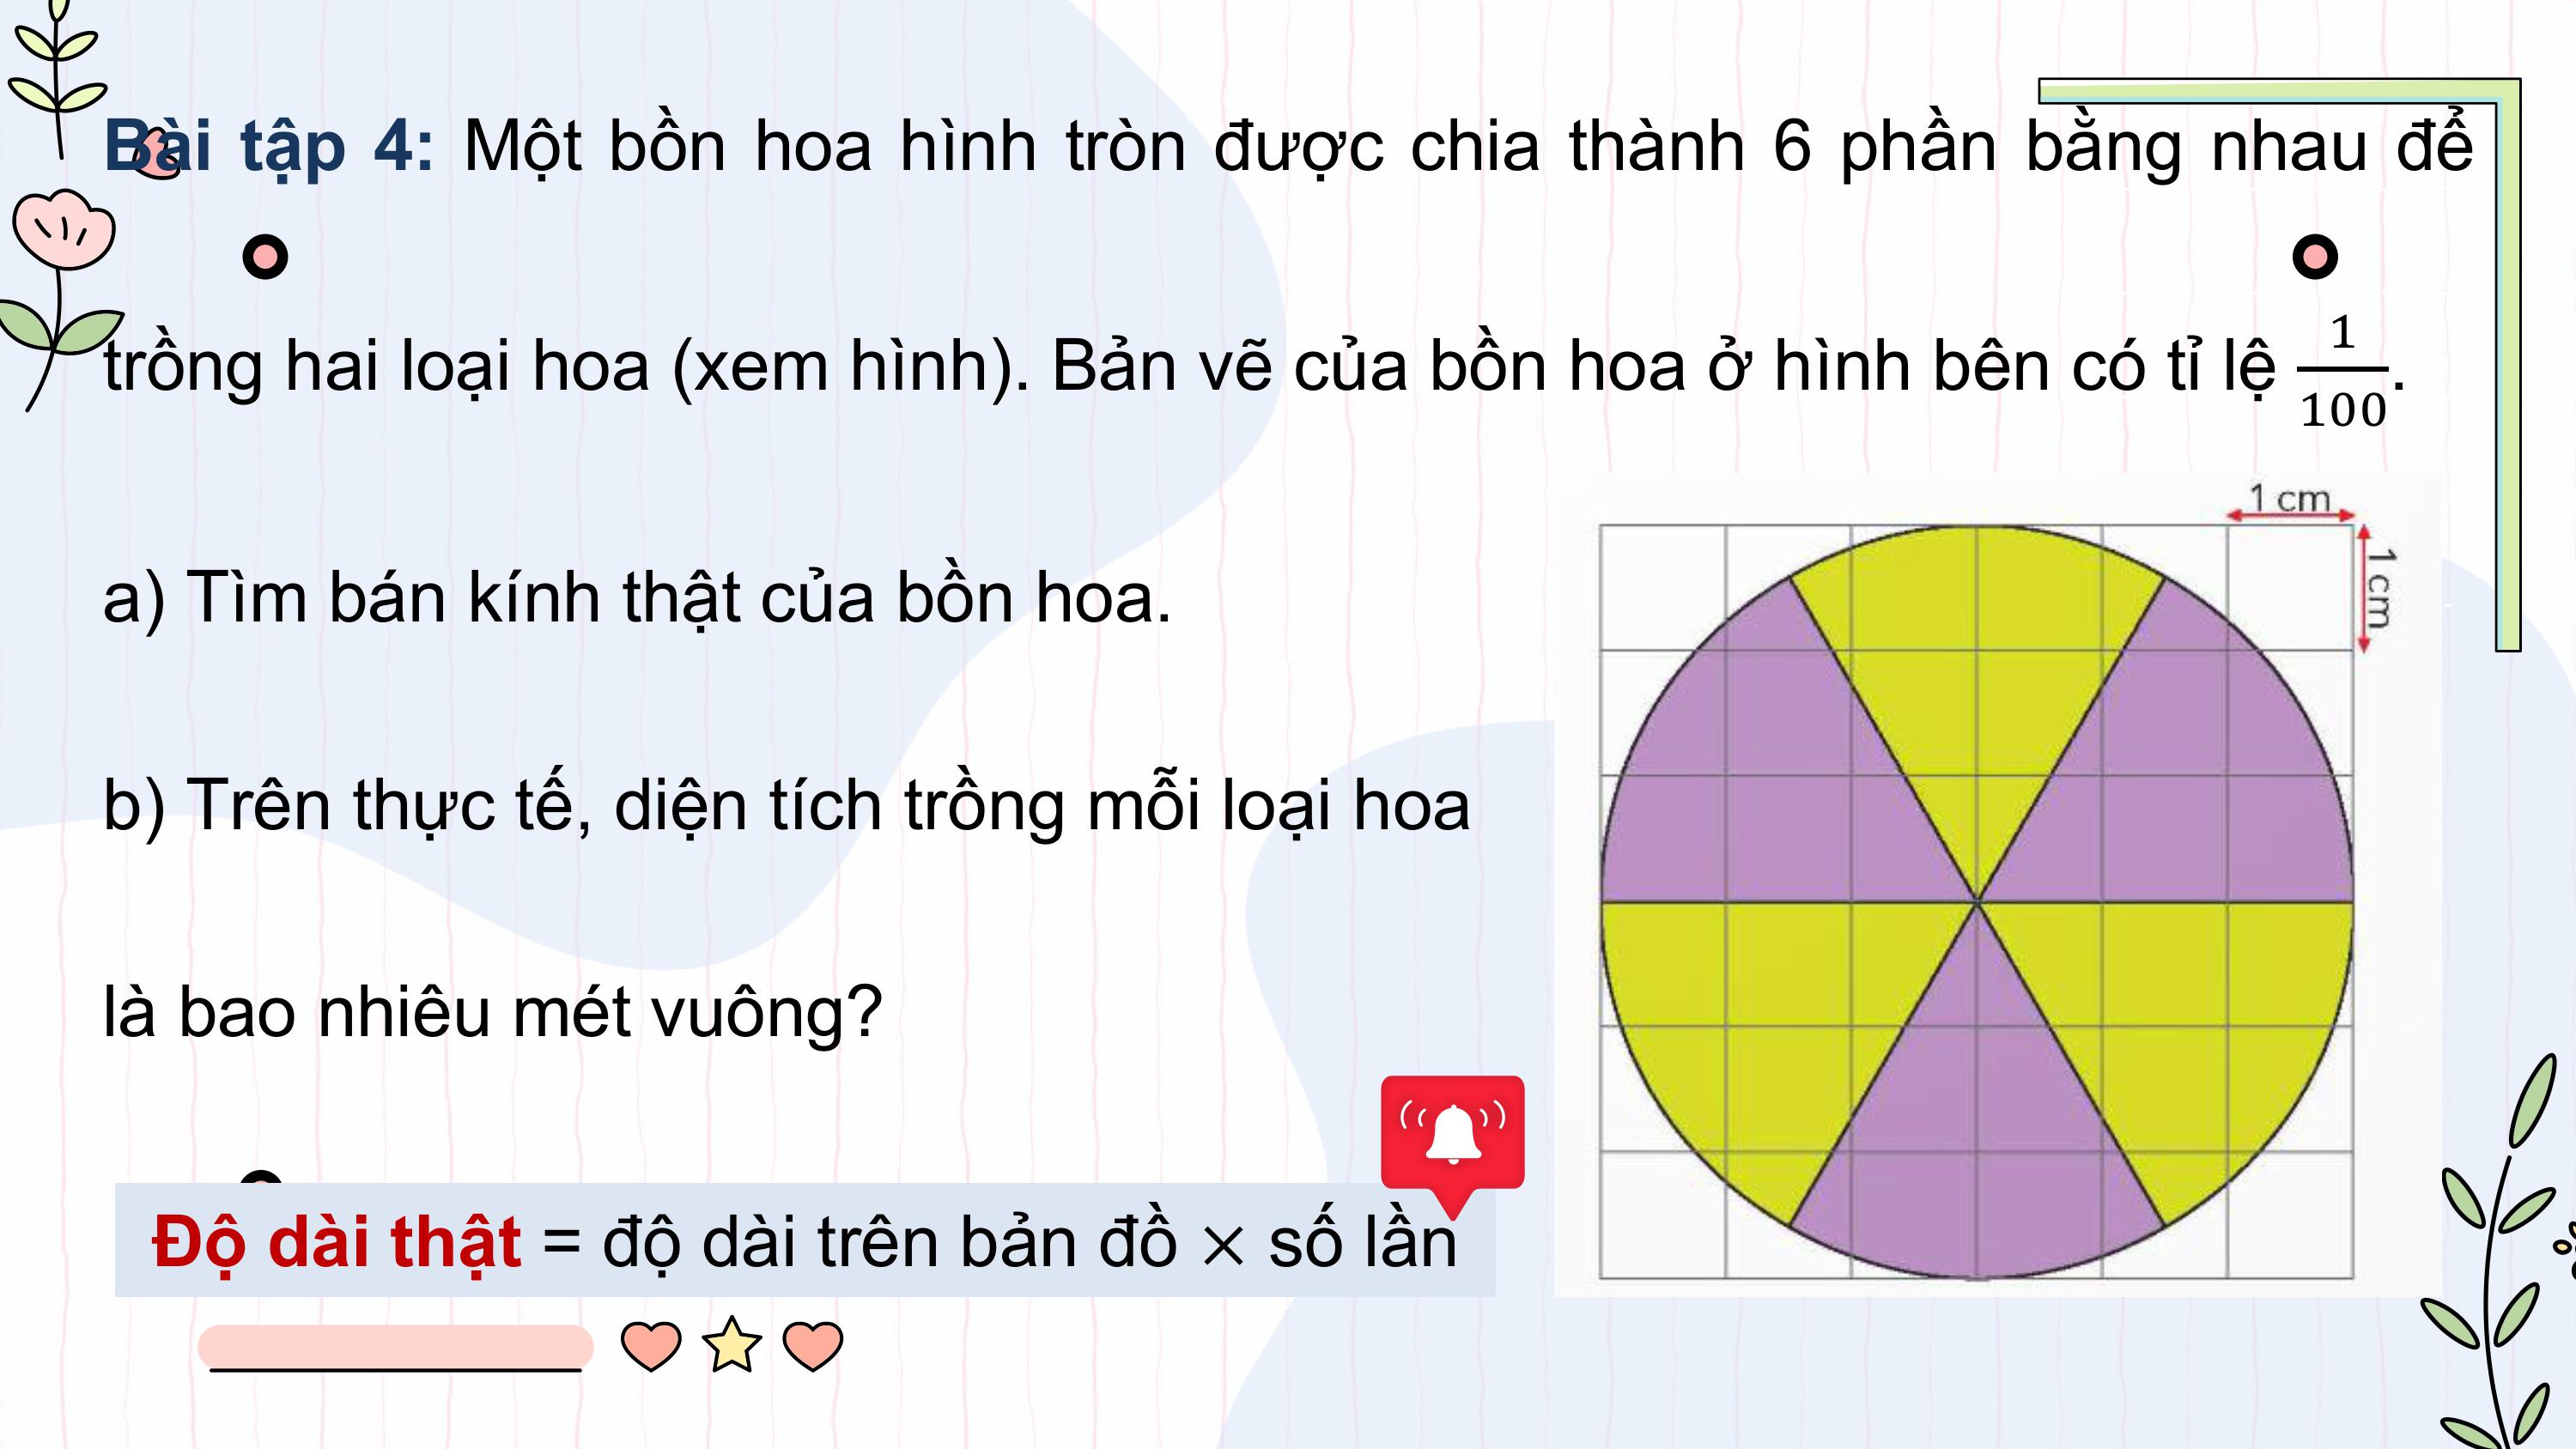 Bài tập 4: Một bồn hoa hình tròn được chia thành 6 phần bằng nhau để
trồng hai loại hoa (xem hình). Bản vẽ của bồn hoa ở hình bên có tỉ lệ 1/100.
a) Tìm bán kính thật của bồn hoa.
b) Trên thực tế, diện tích trồng mỗi loại hoa
là bao nhiêu mét vuông?
1 cm
1 cm
Độ dài thật = độ dài trên bản đồ × số lần